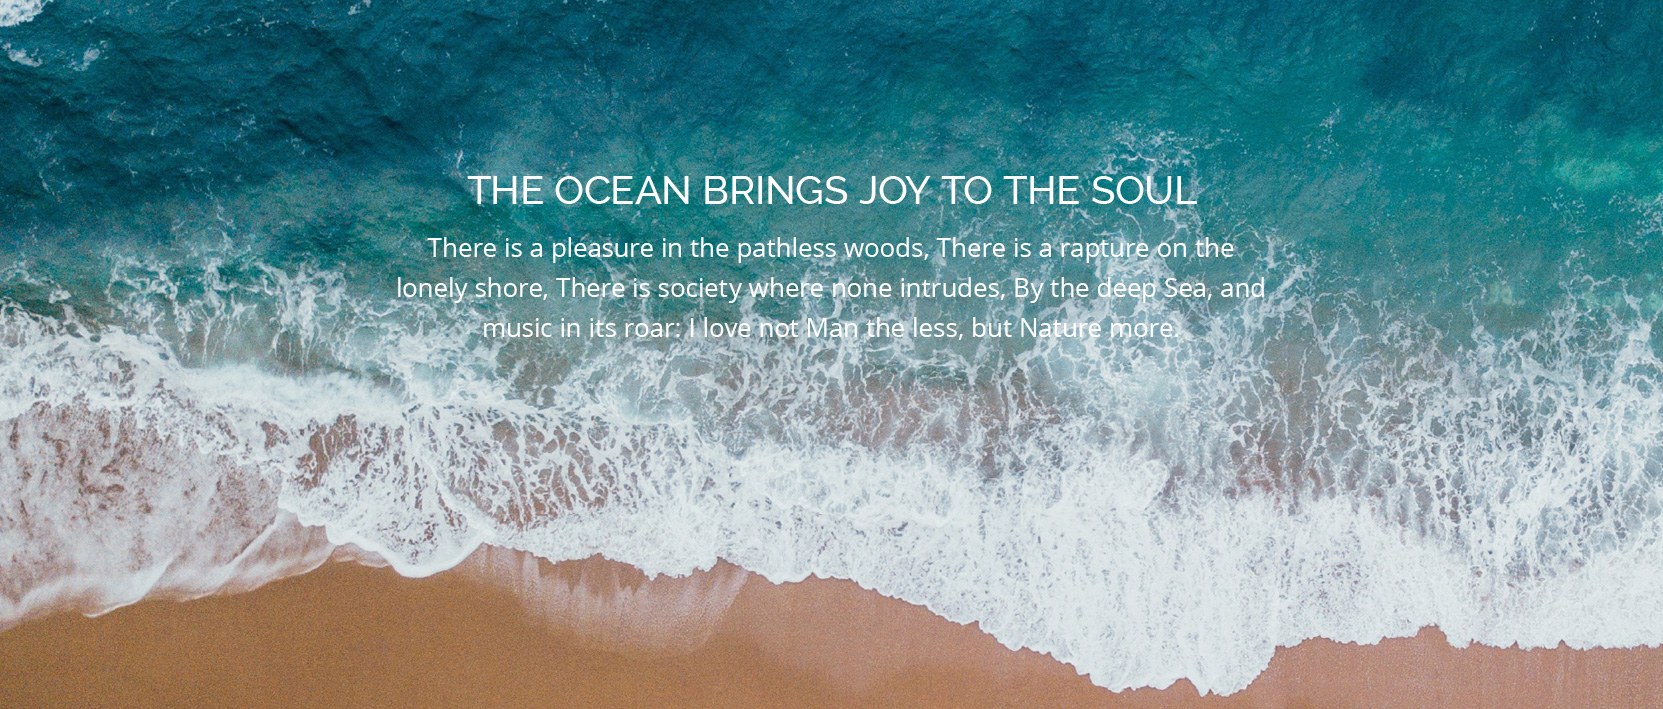 THE OCEAN BRINGS JOY TO THE SOUL
There is a pleasure in the pathless woods, There is a rapture on the
lonely shore, There is society where none intrudes, By the deep Sea, and
music in its roar: I love not Man the less, but Nature more.